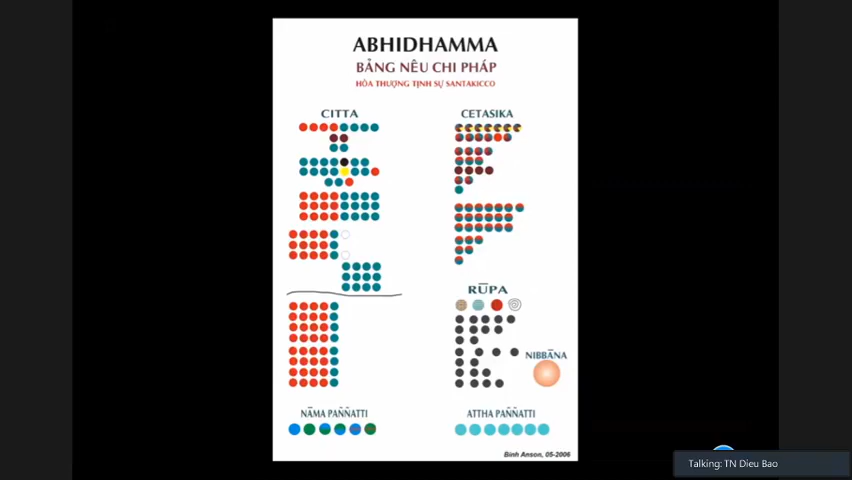 ABHIDHAMMA
BẢNG NÊU CHI PHÁP
HÒA THƯỢNG TỊNH SỰ SANTAKICCO
CITTA
CETASIKA
RŪPA
NIBBĀNA
NĀMA PAÑÑATTI
ATTHA PAÑÑATTI
Binh Anson, 05-2006
Talking: TN Dieu Bao